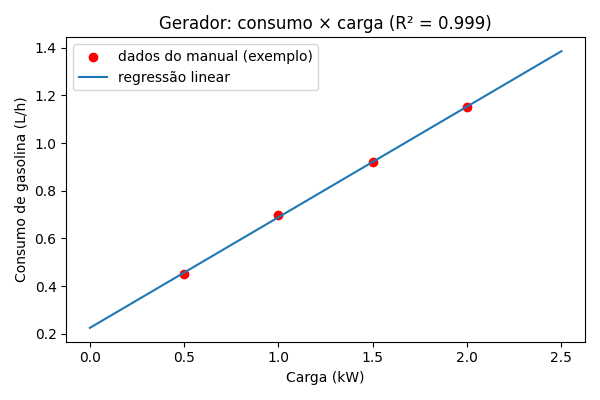 Gerador: consumo × carga (R² = 0.999)
dados do manual (exemplo)
regressão linear
Consumo de gasolina (L/h)
1.4
1.2
1.0
0.8
0.6
0.4
0.2
0.0 0.5 1.0 1.5 2.0 2.5
Carga (kW)